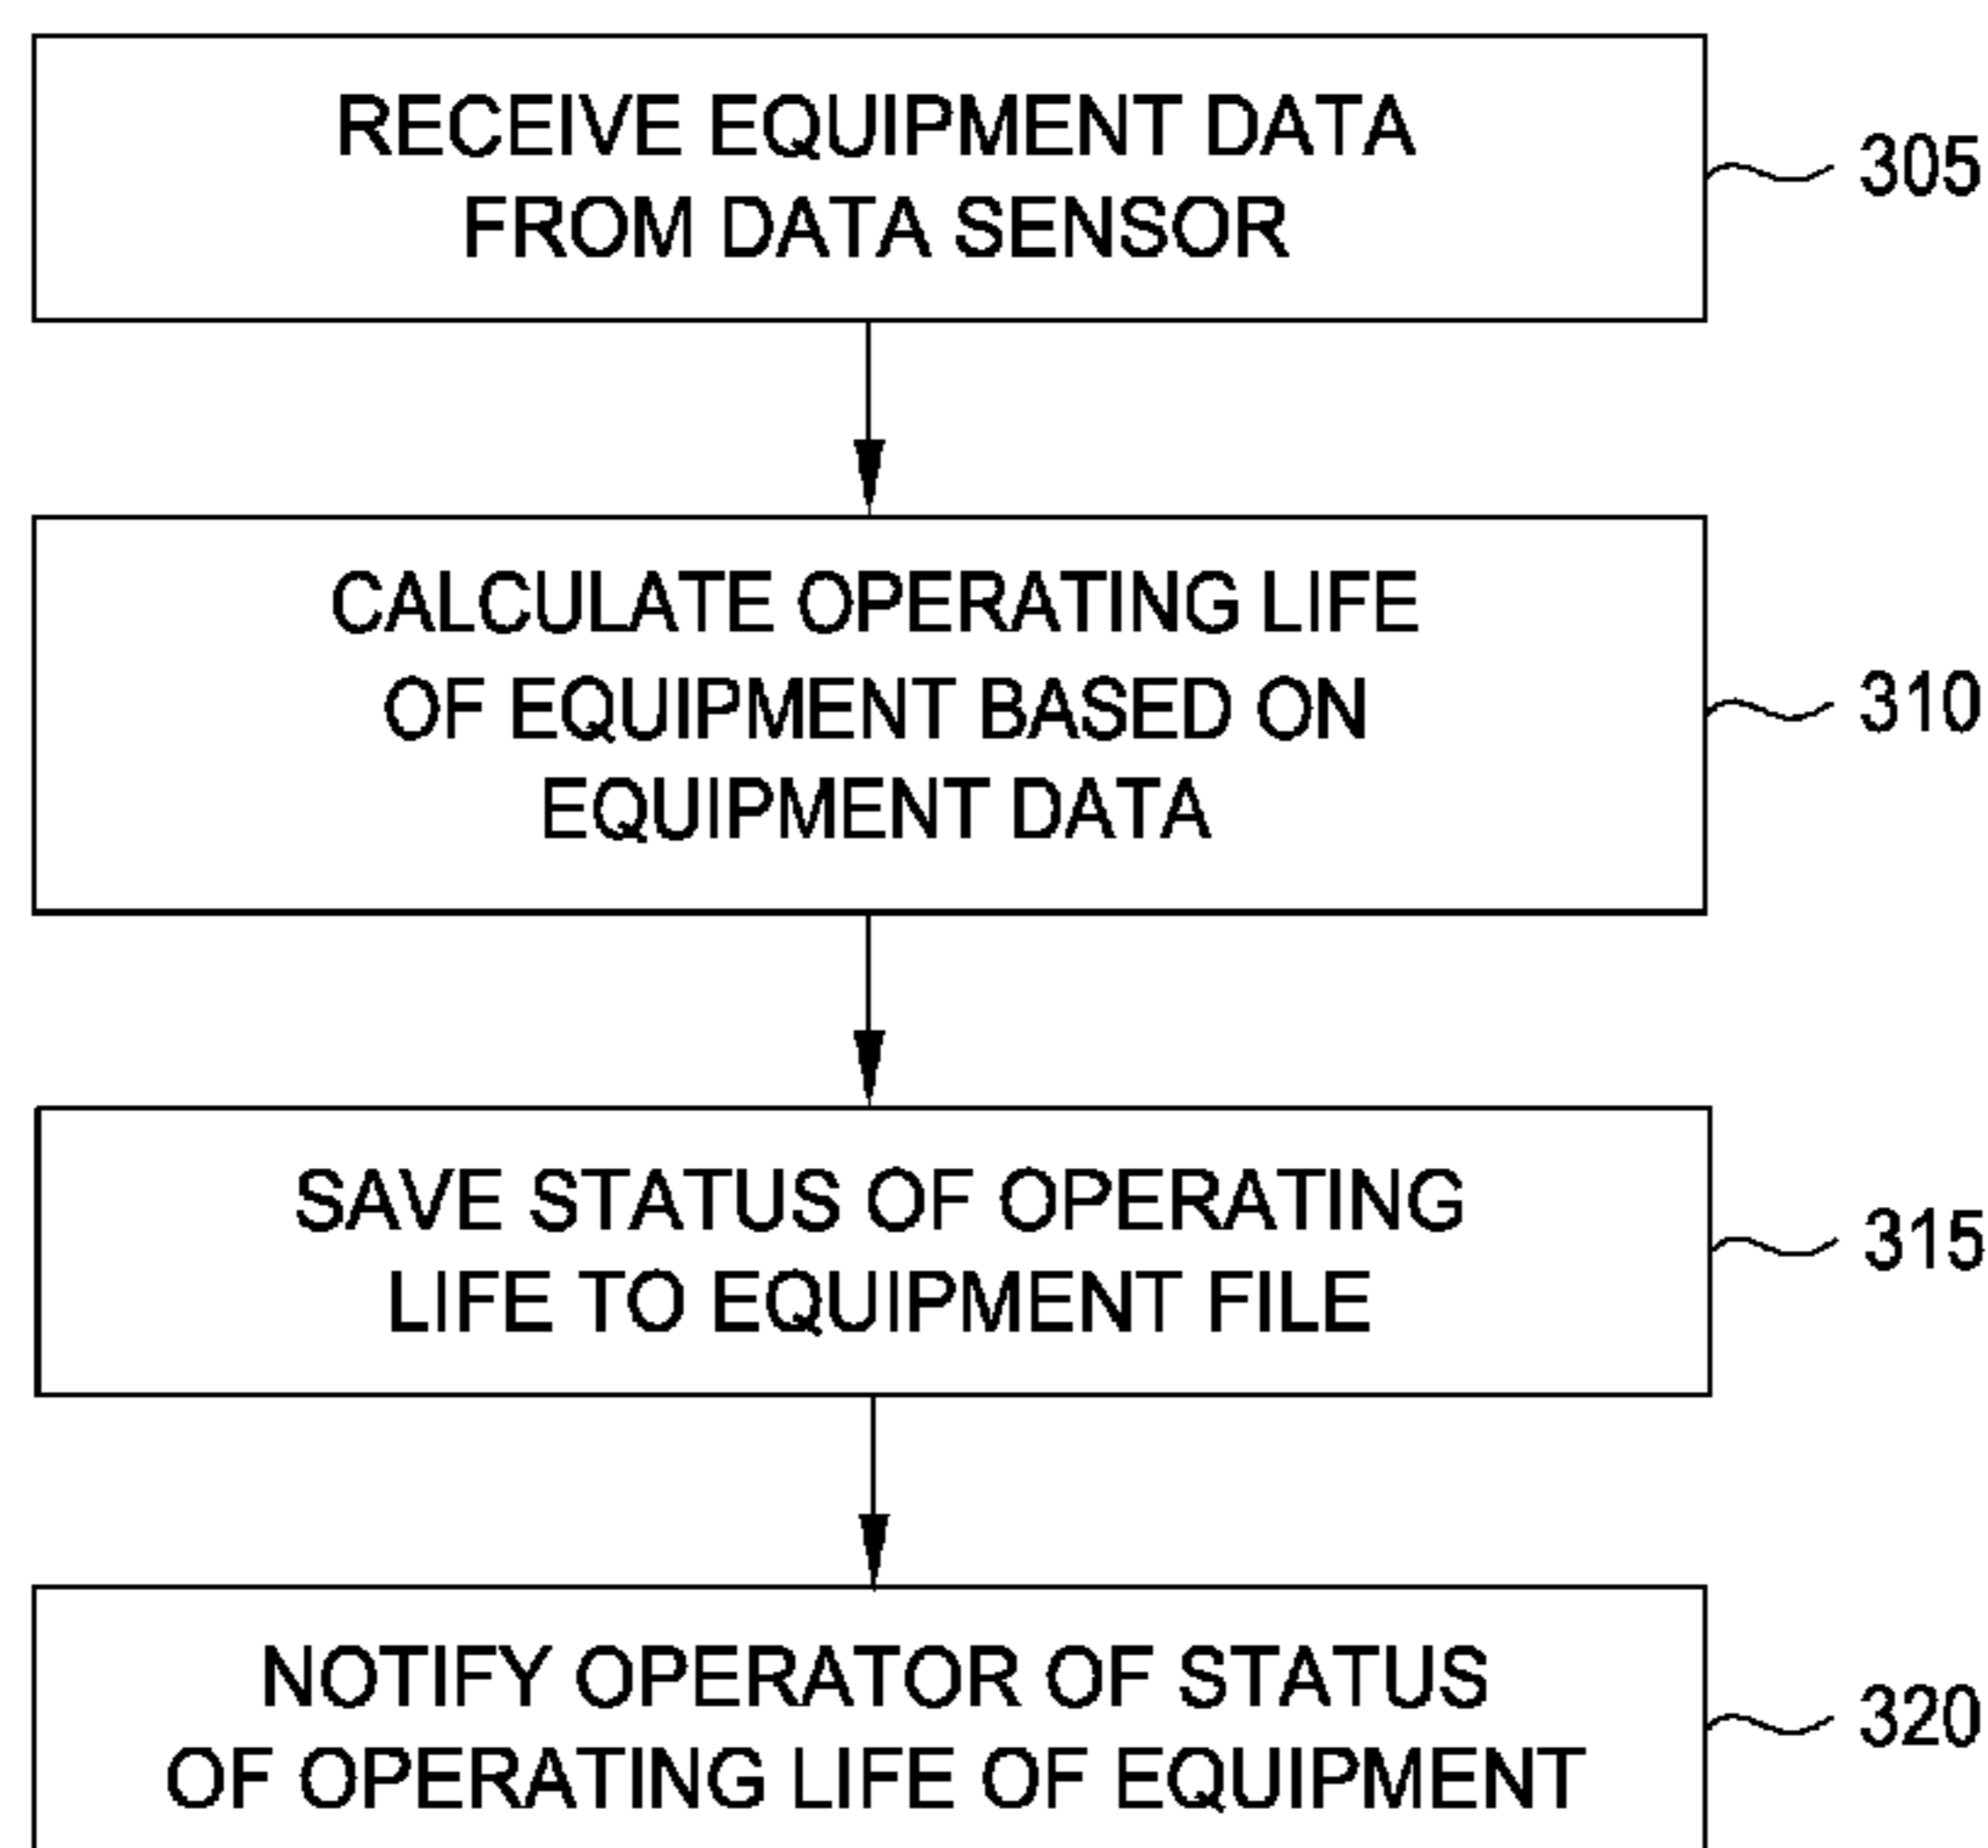 RECEIVE EQUIPMENT DATA
FROM DATA SENSOR
305
CALCULATE OPERATING LIFE
OF EQUIPMENT BASED ON
EQUIPMENT DATA
310
SAVE STATUS OF OPERATING
LIFE TO EQUIPMENT FILE
315
NOTIFY OPERATOR OF STATUS
OF OPERATING LIFE OF EQUIPMENT
320